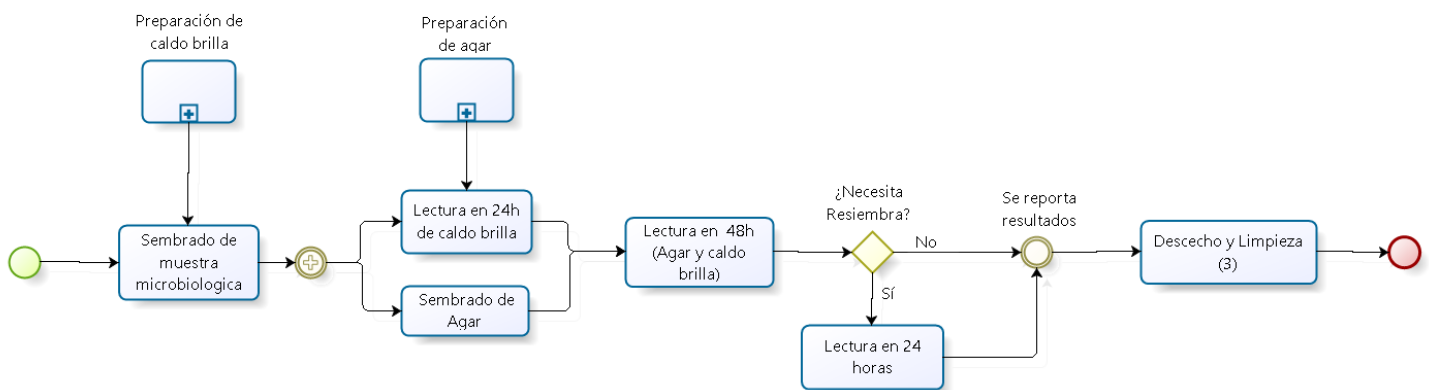 Preparación de
caldo brilla
Preparación
de agar
Sembrado de
muestra
microbiologica
Lectura en 24h
de caldo brilla
Sembrado de
Agar
Lectura en 48h
(Agar y caldo
brilla)
¿Necesita
Resiembra?
No
Sí
Lectura en 24
horas
Se reporta
resultados
Descecho y Limpieza
(3)